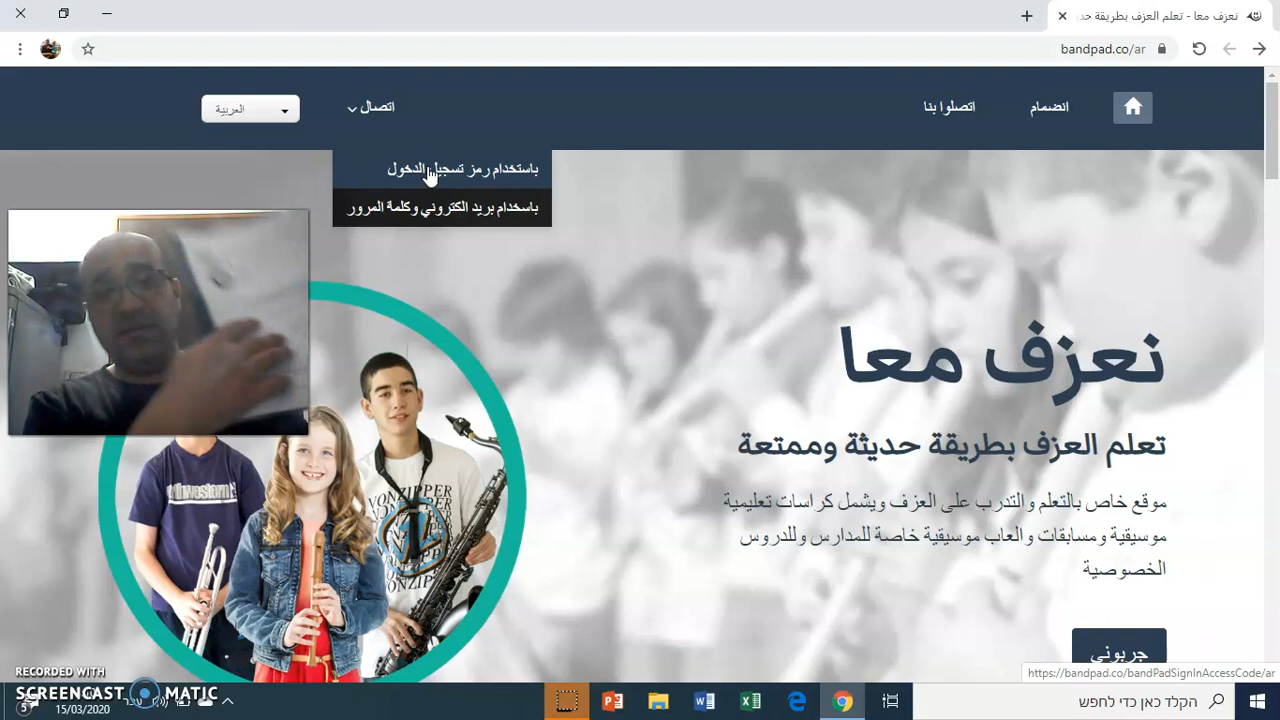 نعزف معا - تعلم العزف بطريقة حد
bandpad.co/ar
انضمام
اتصلوا بنا
اتصال
العربية
باستخدام رمز تسجيل الدخول
باسخدام بريد الكتروني وكلمة المرور
نعزف معا
تعلم العزف بطريقة حديثة وممتعة
موقع خاص بالتعلم والتدرب على العزف ويشمل كراسات تعليمية
موسيقية ومسابقات والعاب موسيقية خاصة للمدارس وللدروس
الخصوصية
جربوني
VONZIPPER
https://bandpad.co/bandPadSignInAccessCode/ar
RECORDED WITH
SCREENCAST MATIC
15/03/2020
הקלד כאן כדי לחפש